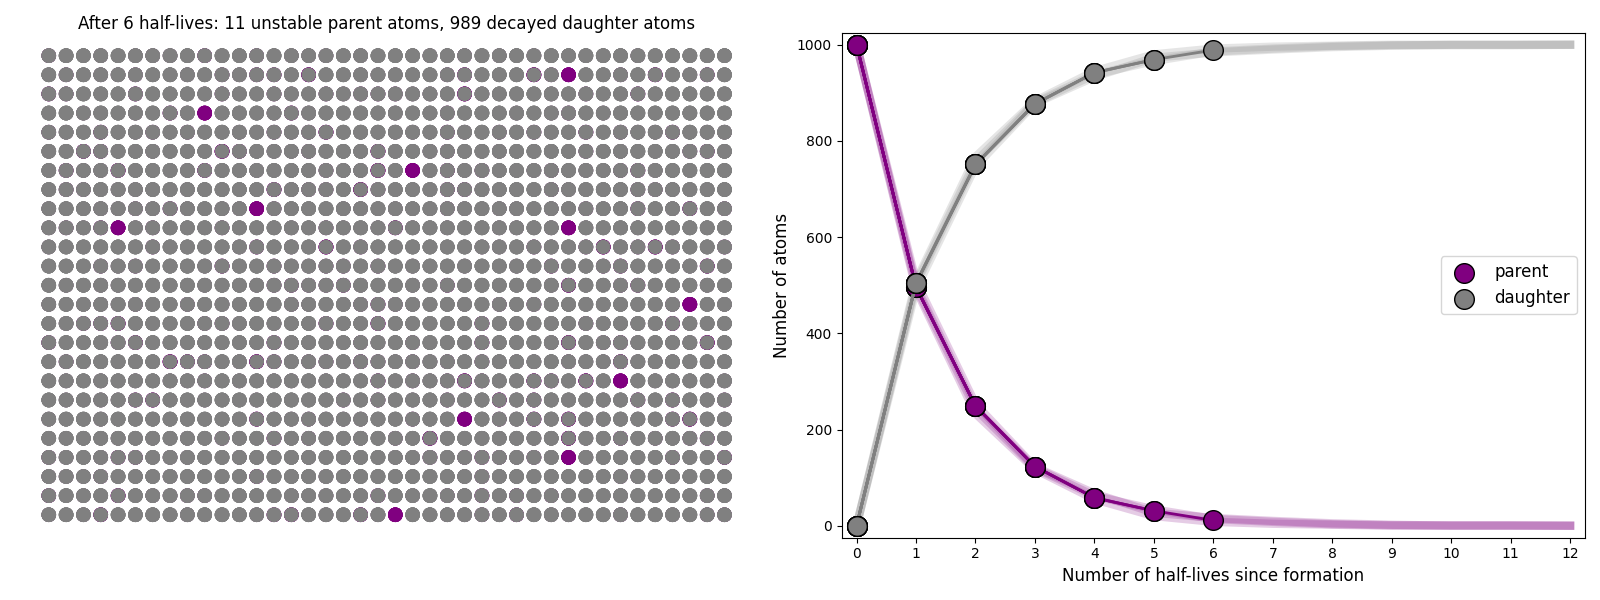 After 6 half-lives: 11 unstable parent atoms, 989 decayed daughter atoms
1000
800
600
400
200
0
Number of atoms
parent
daughter
0 1 2 3 4 5 6 7 8 9 10 11 12
Number of half-lives since formation